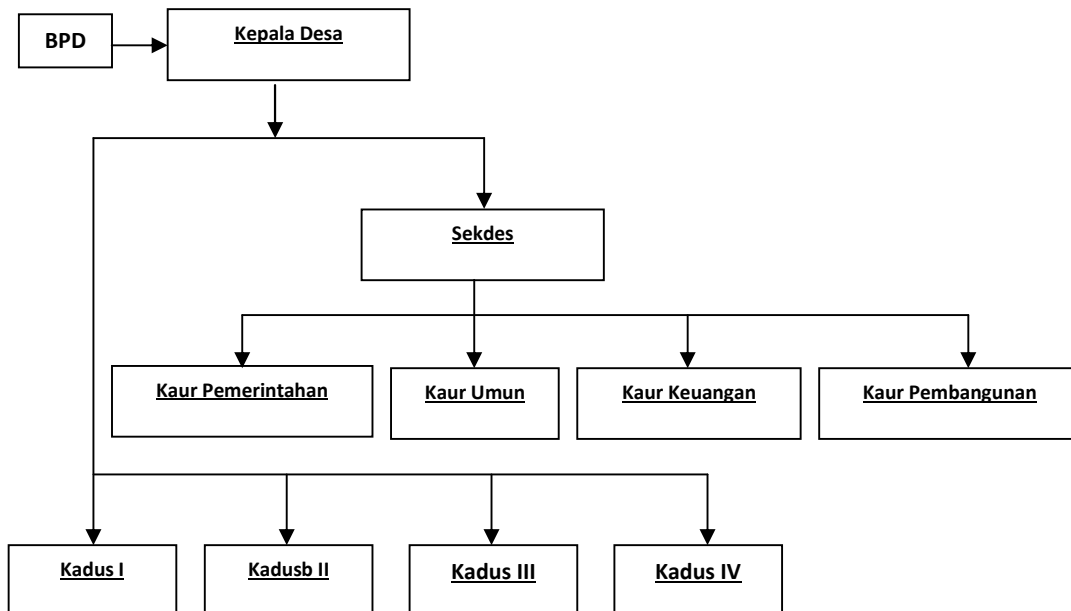 BPD
Kepala Desa
Sekdes
Kaur Pemerintahan
Kaur Umun
Kaur Keuangan
Kaur Pembangunan
Kadus I
Kadusb II
Kadus III
Kadus IV